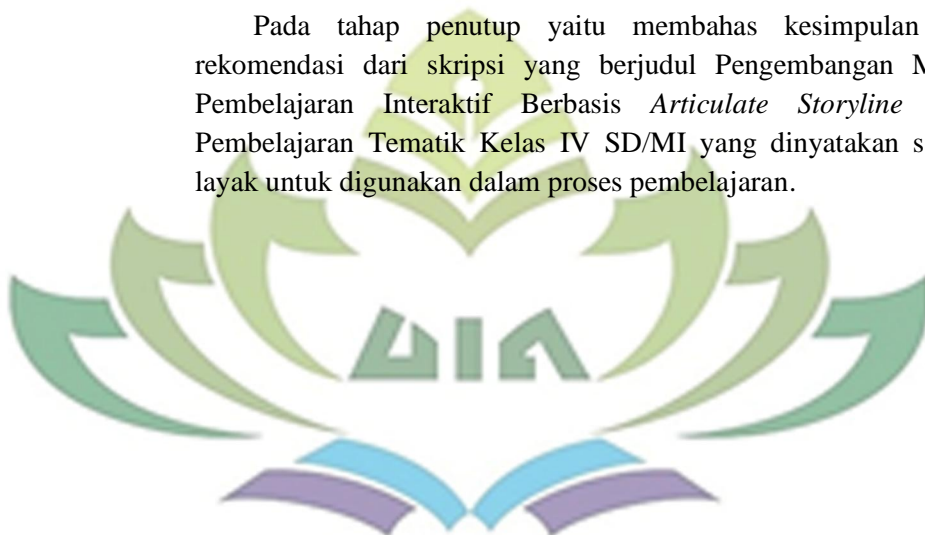 Pada tahap penutup yaitu membahas kesimpulan
rekomendasi dari skripsi yang berjudul Pengembangan M
Pembelajaran Interaktif Berbasis Articulate Storyline
Pembelajaran Tematik Kelas IV SD/MI yang dinyatakan s
layak untuk digunakan dalam proses pembelajaran.
UIN